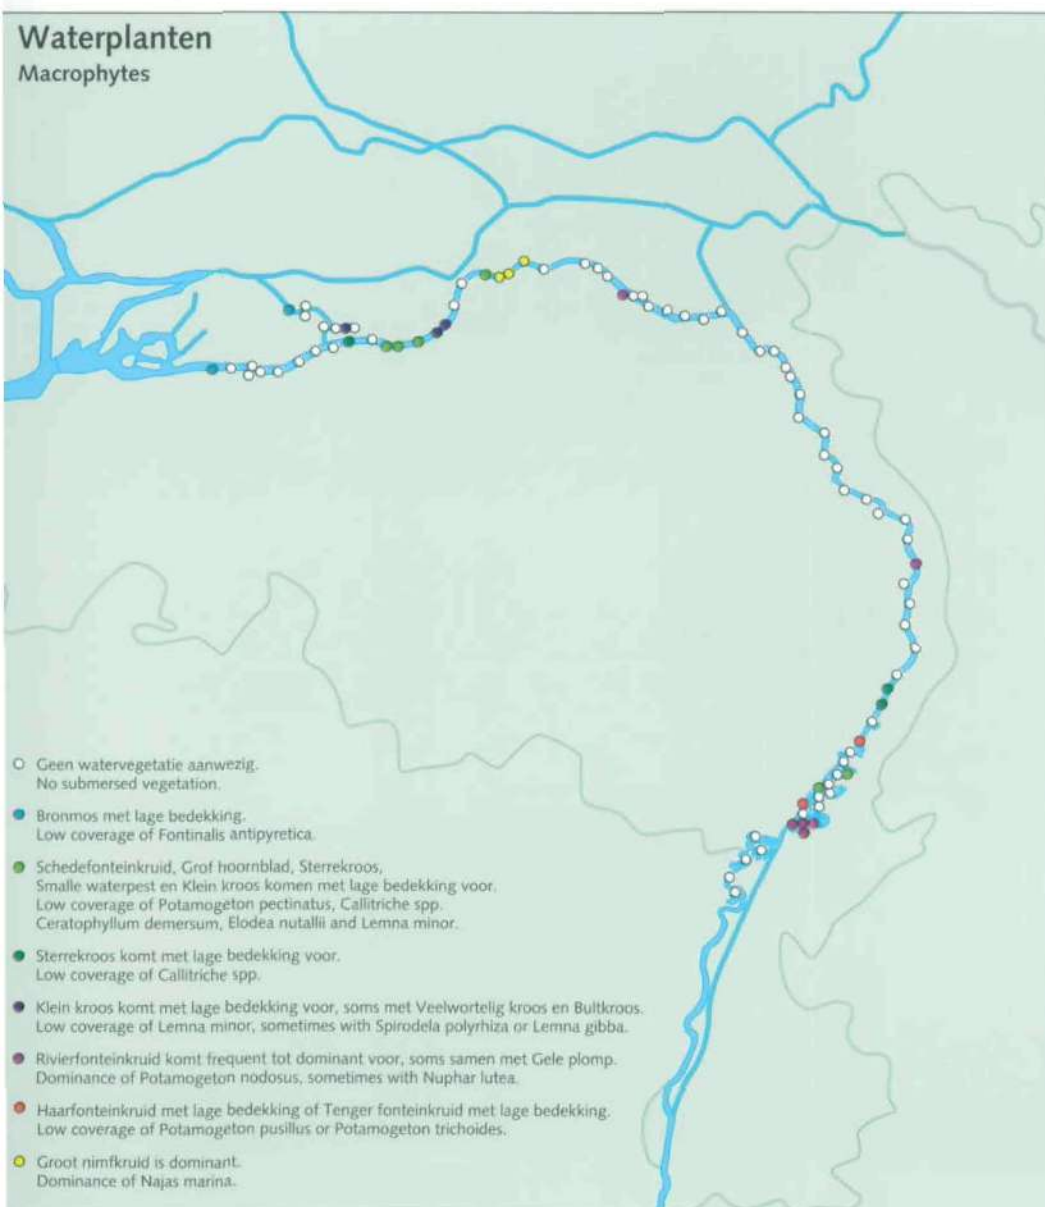 Waterplanten
Macrophytes
Geen watervegetatie aanwezig.
No submersed vegetation.
Bronmos met lage bedekking.
Low coverage of Fontinalis antipyretica.
Schedefonteinkruid, Grof hoornblad, Sterrekroos,
Smalle waterpest en Klein kroos komen met lage bedekking voor.
Low coverage of Potamogeton pectinatus, Callitriche spp.
Ceratophyllum demersum, Elodea nutallii and Lemna minor.
Sterrekroos komt met lage bedekking voor.
Low coverage of Callitriche spp.
Klein kroos komt met lage bedekking voor, soms met Veelwortelig kroos en Bultkroos.
Low coverage of Lemna minor, sometimes with Spirodela polyrhiza or Lemna gibba.
Rivierfonteinkruid komt frequent tot dominant voor, soms samen met Gele plomp.
Dominance of Potamogeton nodosus, sometimes with Nuphar lutea.
Haarfonteinkruid met lage bedekking of Tenger fonteinkruid met lage bedekking.
Low coverage of Potamogeton pusillus or Potamogeton trichoides.
Groot nimfkruid is dominant.
Dominance of Najas marina.